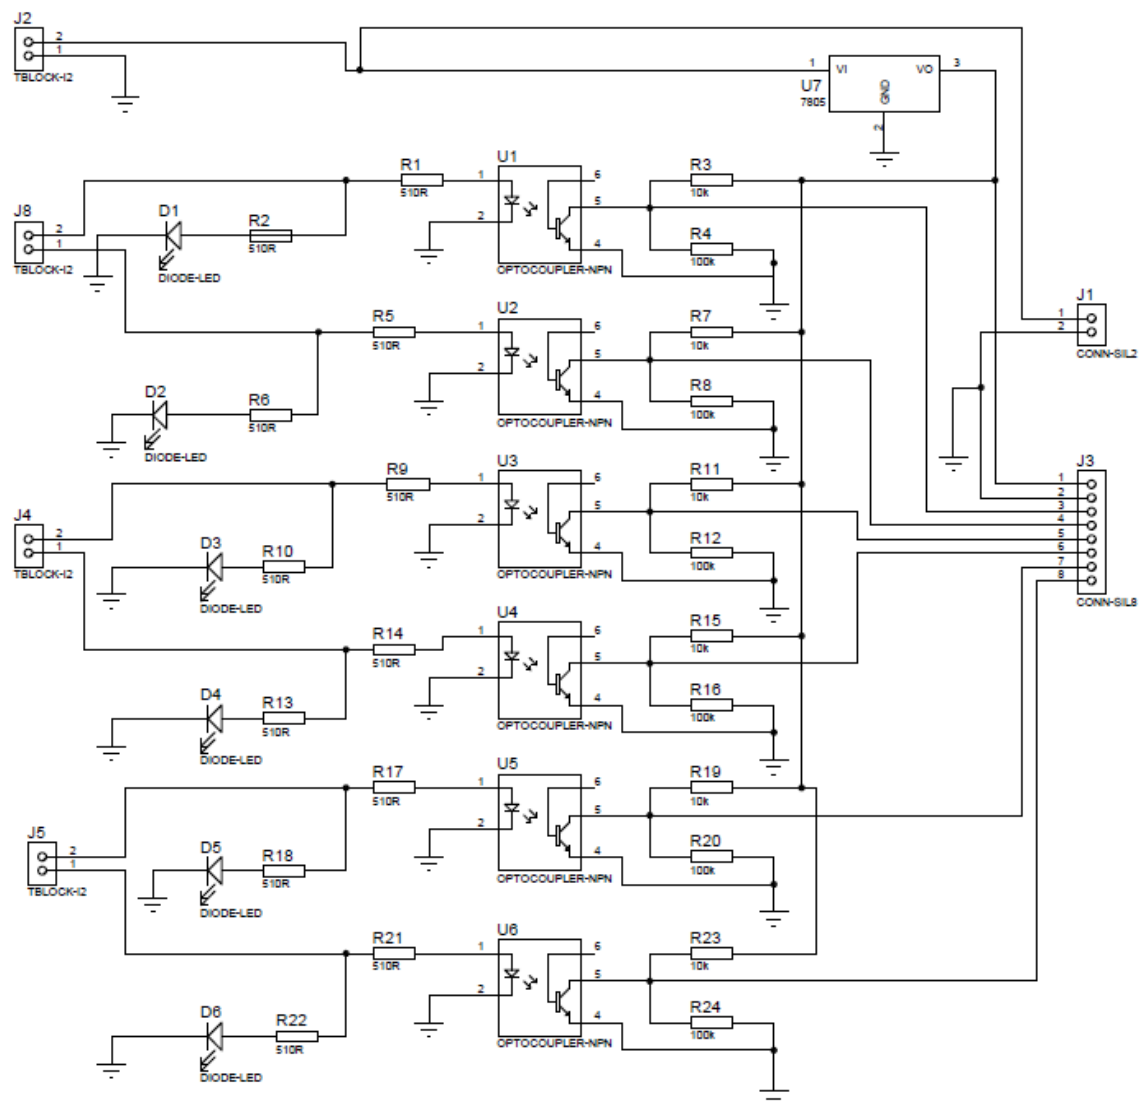 J2
2
1
TBLOCK-I2
1
VI
VO
3
U7
7805
GND
2
R1
510R
U1
1
2
6
5
4
OPTOCOUPLER-NPN
R3
10k
R4
100k
J8
2
1
TBLOCK-I2
D1
DIODE-LED
R2
510R
R5
510R
U2
1
2
6
5
4
OPTOCOUPLER-NPN
R7
10k
R8
100k
J1
1
2
CONN-SIL2
D2
DIODE-LED
R6
510R
R9
510R
U3
1
2
6
5
4
OPTOCOUPLER-NPN
R11
10k
R12
100k
J3
1
2
3
4
5
6
7
8
CONN-SIL8
J4
2
1
TBLOCK-I2
D3
DIODE-LED
R10
510R
R14
510R
U4
1
2
6
5
4
OPTOCOUPLER-NPN
R15
10k
R16
100k
D4
DIODE-LED
R13
510R
R17
510R
U5
1
2
6
5
4
OPTOCOUPLER-NPN
R19
10k
R20
100k
J5
2
1
TBLOCK-I2
D5
DIODE-LED
R18
510R
R21
510R
U6
1
2
6
5
4
OPTOCOUPLER-NPN
R23
10k
R24
100k
D6
DIODE-LED
R22
510R